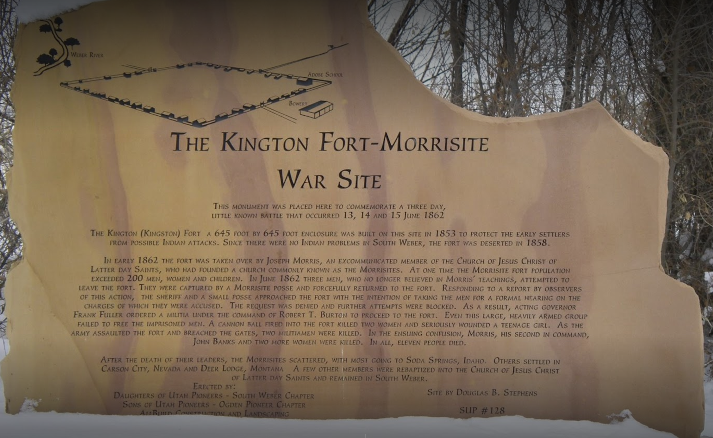 Weber River
Adobe School
Bowery
The Kington Fort-Morrisite
War Site
This monument was placed here to commemorate a three day,
little known battle that occurred 13, 14 and 15 June 1862
The Kington (Kingston) Fort a 645 foot by 645 foot enclosure was built on this site in 1853 to protect the early settlers
from possible Indian attacks. Since there were no Indian problems in South Weber, the fort was deserted in 1858.
In early 1862 the fort was taken over by Joseph Morris, an excommunicated member of the Church of Jesus Christ of
Latter day Saints, who had founded a church commonly known as the Morrisites. At one time the Morrisite fort population
exceeded 200 men, women and children. In June 1862 three men, who no longer believed in Morris' teachings, attempted to
leave the fort. They were captured by a Morrisite posse and forcefully returned to the fort. Responding to a report by observers
of this action, the sheriff and a small posse approached the fort with the intention of taking the men for a formal hearing on the
charges of which they were accused. The request was denied and further attempts were blocked. As a result, acting governor
Frank Fuller ordered a militia under the command of Robert T. Burton to proceed to the fort. Even this large, heavily armed group
failed to free the imprisoned men. A cannon ball fired into the fort killed two women and seriously wounded a teenage girl. As the
army assaulted the fort and breached the gates, two militiamen were killed. In the ensuing confusion, Morris, his second in command,
John Banks and two more women were killed. In all, eleven people died.
After the death of their leaders, the Morrisites scattered, with most going to Soda Springs, Idaho. Others settled in
Carson City, Nevada and Deer Lodge, Montana A few other members were rebaptized into the Church of Jesus Christ
of Latter day Saints and remained in South Weber.
Erected by:
Daughters of Utah Pioneers - South Weber Chapter
Sons of Utah Pioneers - Ogden Pioneer Chapter
Construction and Landscaping
Site by Douglas B. Stephens
SUP #128